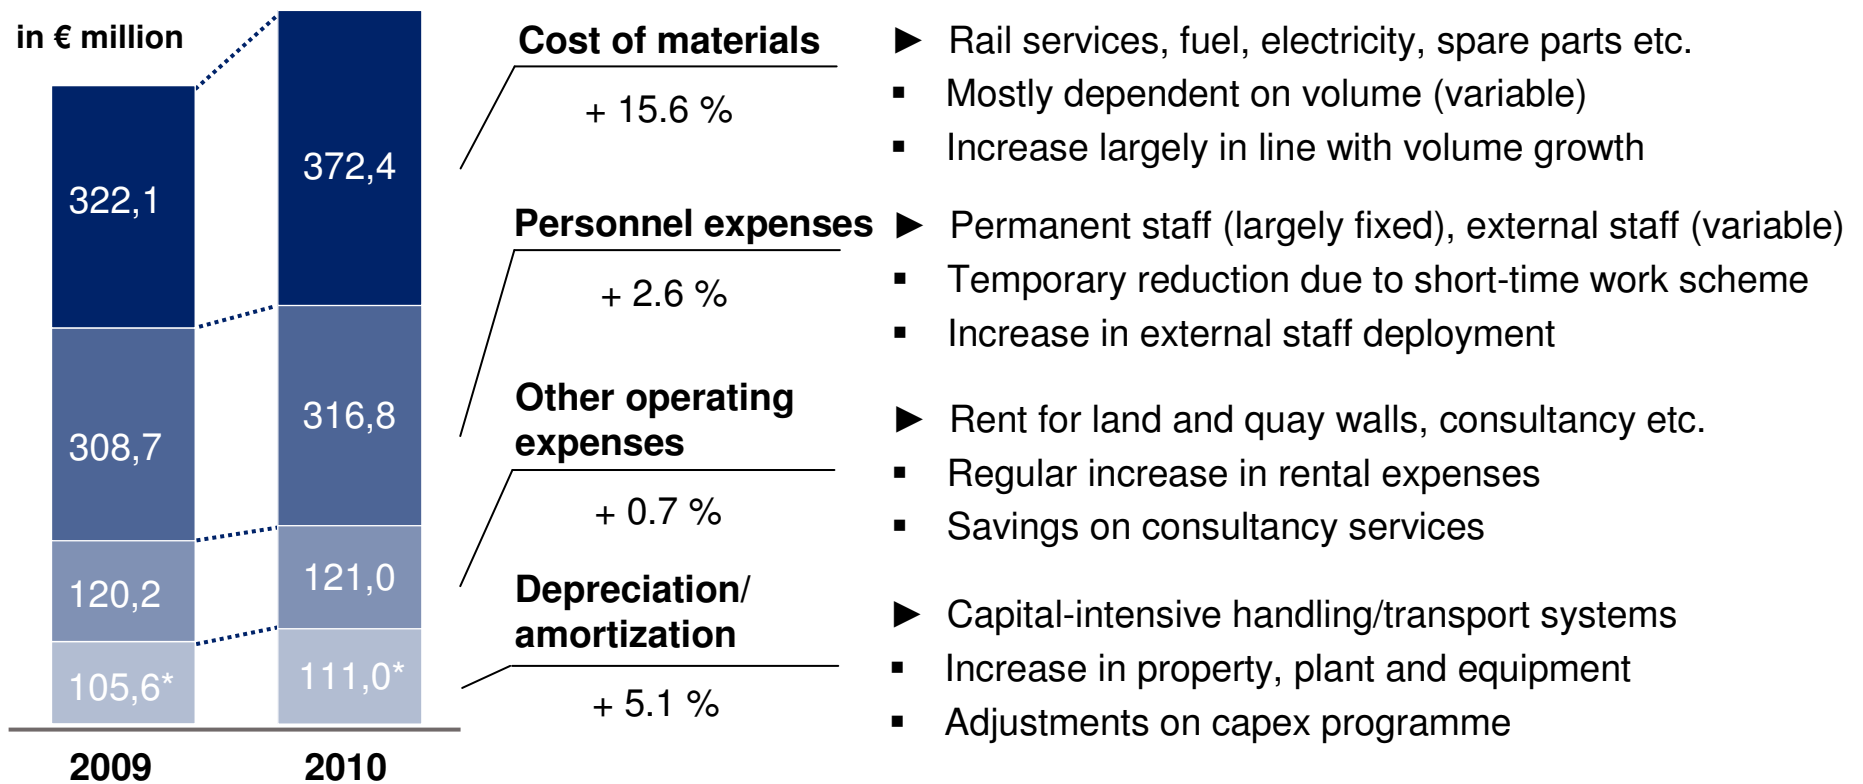 in € million
322,1
308,7
120,2
105,6*
2009
372,4
316,8
121,0
111,0*
2010
Cost of materials
+ 15.6 %
► Rail services, fuel, electricity, spare parts etc.
▪ Mostly dependent on volume (variable)
▪ Increase largely in line with volume growth
Personnel expenses
+ 2.6 %
► Permanent staff (largely fixed), external staff (variable)
▪ Temporary reduction due to short-time work scheme
▪ Increase in external staff deployment
Other operating
expenses
+ 0.7 %
► Rent for land and quay walls, consultancy etc.
▪ Regular increase in rental expenses
▪ Savings on consultancy services
Depreciation/
amortization
+ 5.1 %
► Capital-intensive handling/transport systems
▪ Increase in property, plant and equipment
▪ Adjustments on capex programme